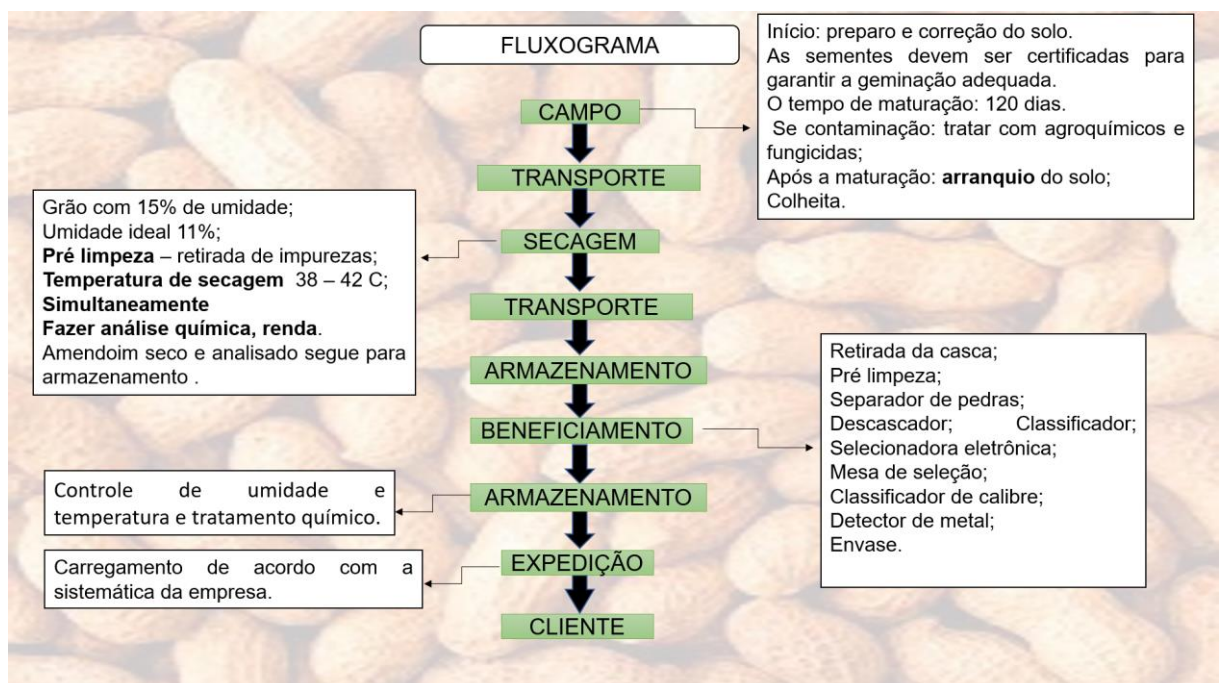 FLUXOGRAMA
Início: preparo e correção do solo.
As sementes devem ser certificadas para
garantir a geminação adequada.
O tempo de maturação: 120 dias.
Se contaminação: tratar com agroquímicos e
fungicidas;
Após a maturação: arranquio do solo;
Colheita.
CAMPO
TRANSPORTE
Grão com 15% de umidade;
Umidade ideal 11%;
Pré limpeza – retirada de impurezas;
Temperatura de secagem 38 – 42 C;
Simultaneamente
Fazer análise química, renda.
Amendoim seco e analisado segue para
armazenamento .
SECAGEM
TRANSPORTE
ARMAZENAMENTO
BENEFICIAMENTO
Retirada da casca;
Pré limpeza;
Separador de pedras;
Descascador; Classificador;
Selecionadora eletrônica;
Mesa de seleção;
Classificador de calibre;
Detector de metal;
Envase.
Controle de umidade e
temperatura e tratamento químico.
ARMAZENAMENTO
Carregamento de acordo com a
sistemática da empresa.
EXPEDIÇÃO
CLIENTE